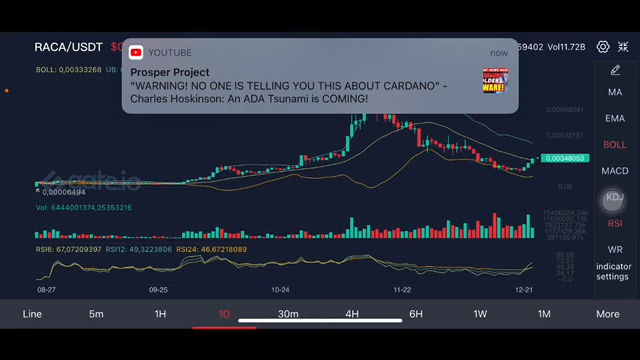 RACA/USDT $0
YOUTUBE
now
59402 Vol11.72B
BOLL: 0,00333268 UB:
Prosper Project
"WARNING! NO ONE IS TELLING YOU THIS ABOUT CARDANO" -
Charles Hoskinson: An ADA Tsunami is COMING!
MA
EMA
BOLL
MACD
KDJ
RSI
WR
indicator
settings
0,00348053
0.00
gate.io
0,00006494
Vol: 6444001374,25353216
RSI6: 67,07209397 RSI12: 49,3223806 RSI24: 46,67218089
08-27 09-25 10-24 11-22 12-21
Line 5m 1H 1D 30m 4H 6H 1W 1M More